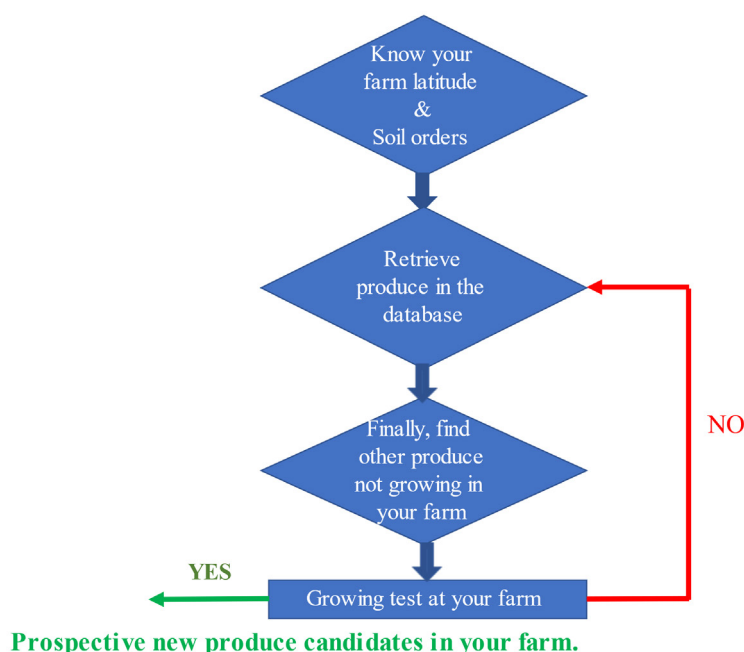 Know your
farm latitude
&
Soil orders
Retrieve
produce in the
database
Finally, find
other produce
not growing in
your farm
NO
YES
Growing test at your farm
Prospective new produce candidates in your farm.